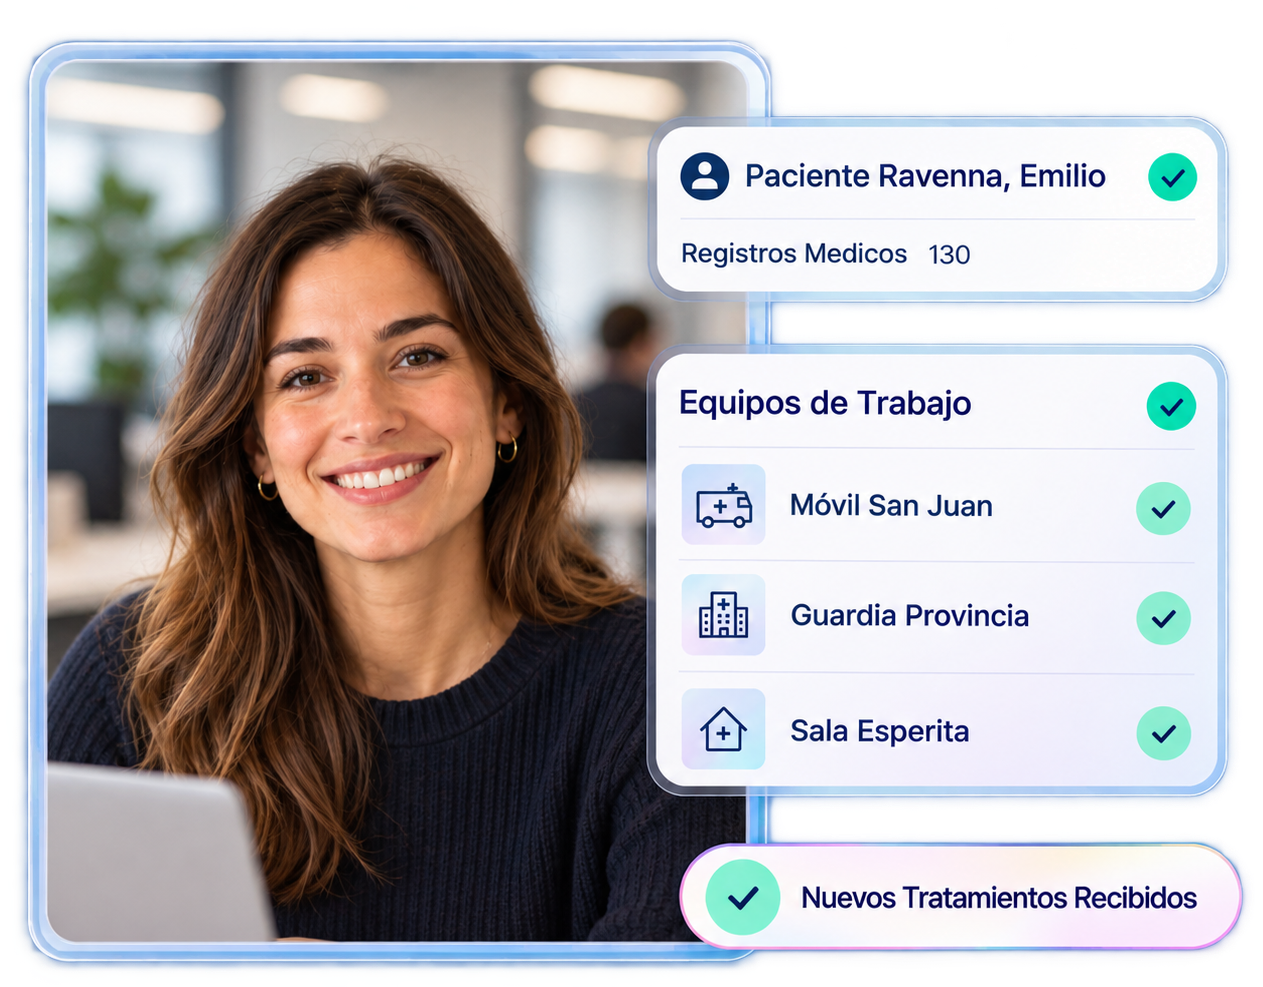 Paciente Ravenna, Emilio
Registros Medicos 130
Equipos de Trabajo
Móvil San Juan
Guardia Provincia
Sala Esperita
Nuevos Tratamientos Recibidos